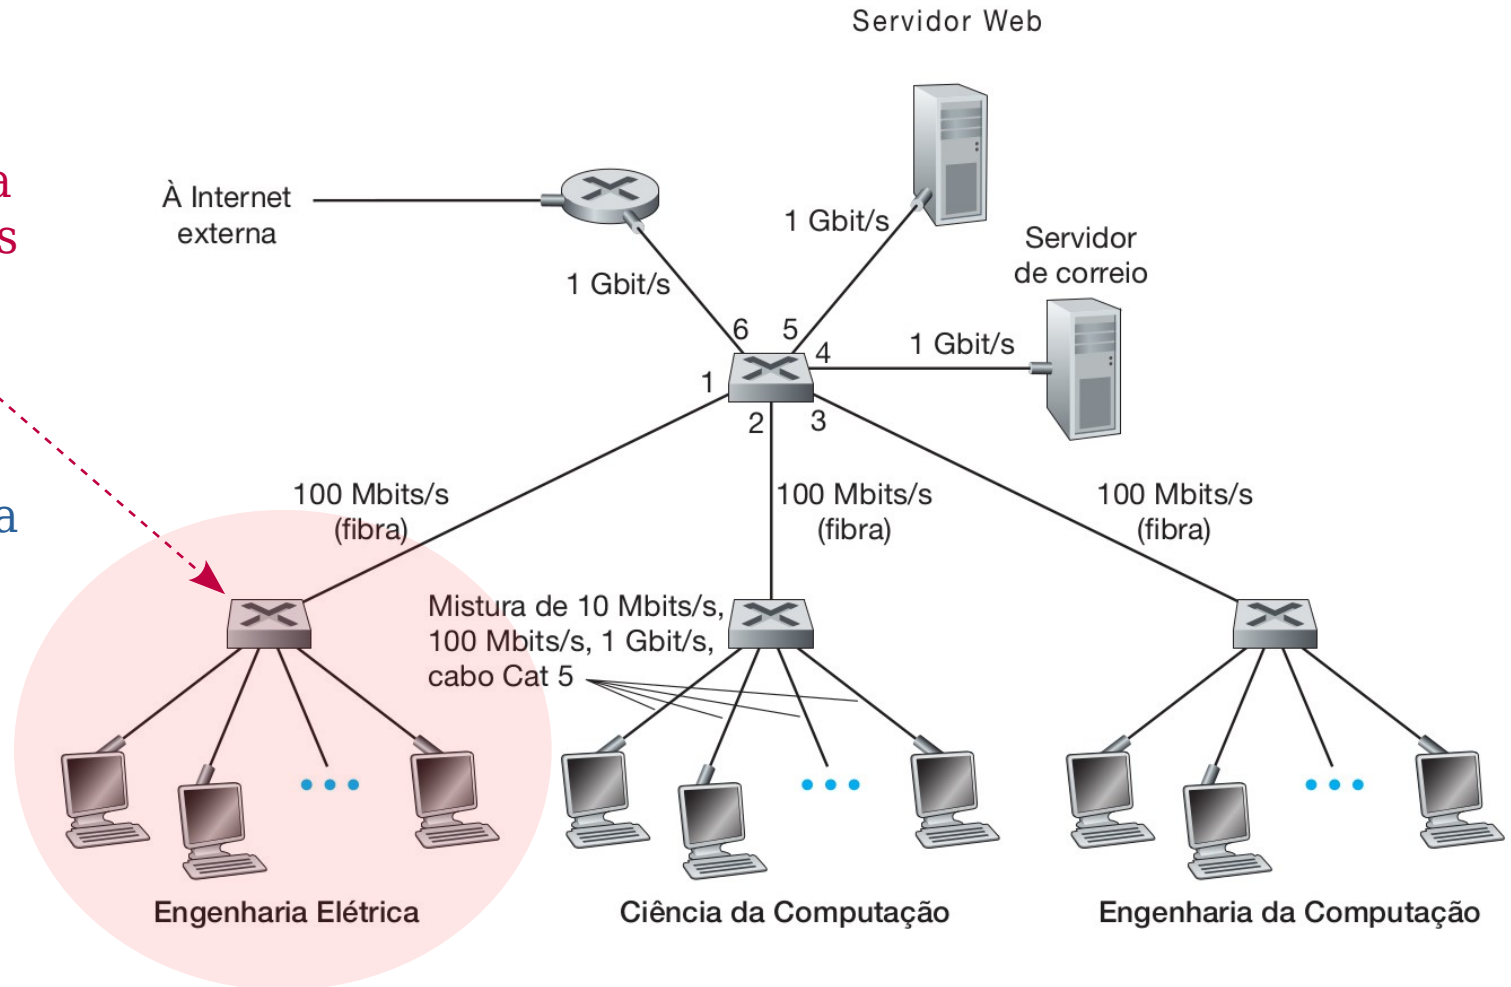 Servidor Web
a
s
À Internet
externa
1 Gbit/s
1 Gbit/s
Servidor
de correio
1 Gbit/s
6
5
4
1
2
3
100 Mbits/s
(fibra)
100 Mbits/s
(fibra)
100 Mbits/s
(fibra)
a
Mistura de 10 Mbits/s,
100 Mbits/s, 1 Gbit/s,
cabo Cat 5
Engenharia Elétrica
Ciência da Computação
Engenharia da Computação